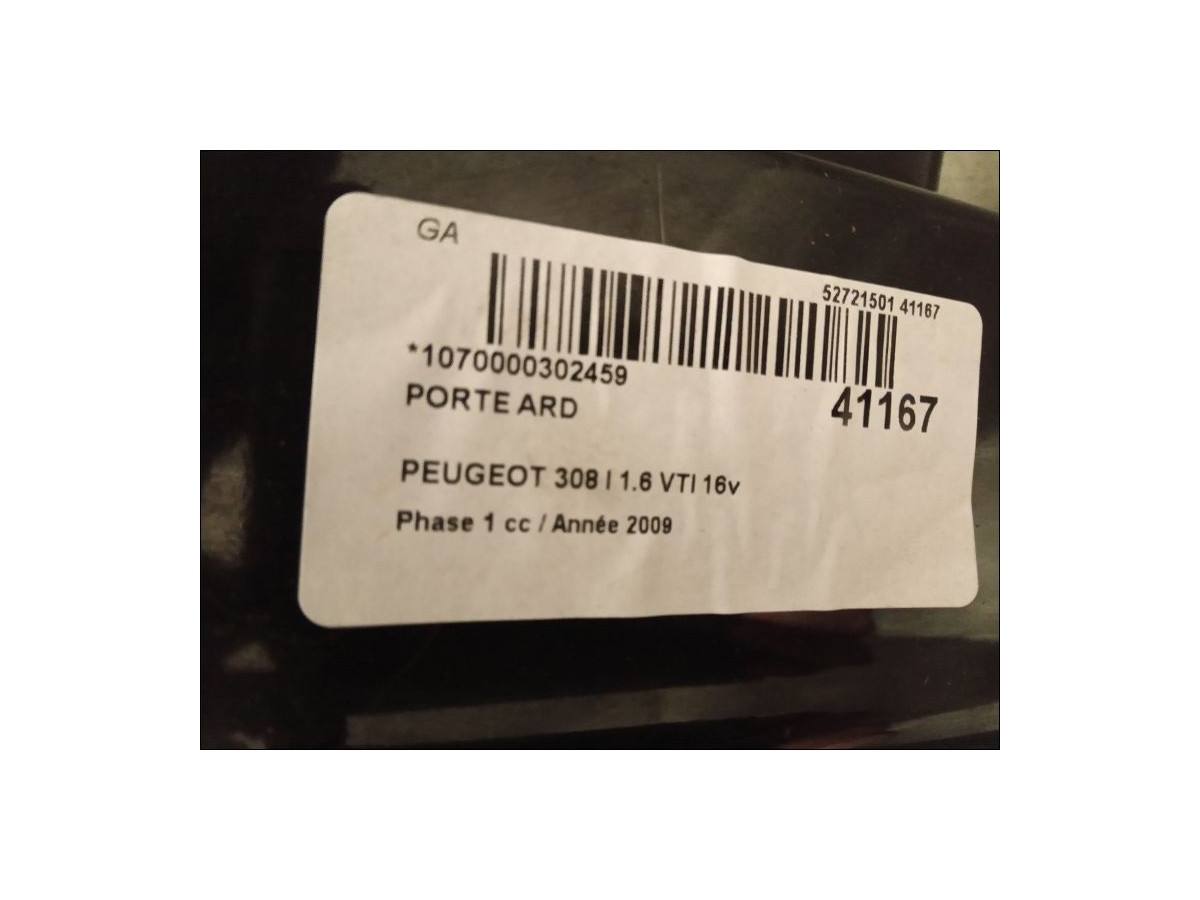 GA
52721501 41167
*1070000302459
PORTE ARD
41167
PEUGEOT 308 I 1.6 VTI 16v
Phase 1 cc / Année 2009